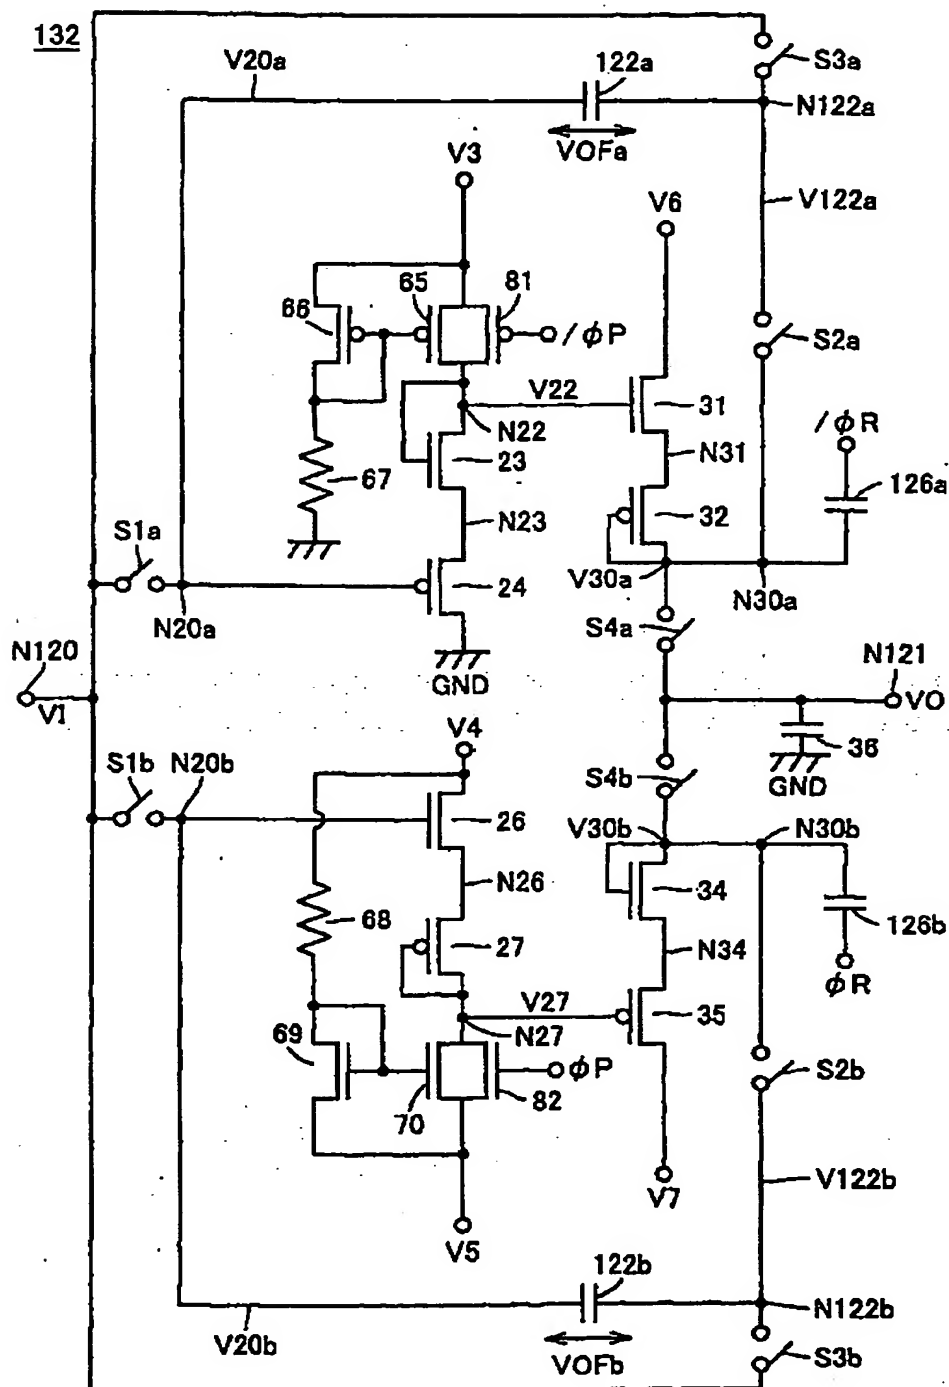 132
S3a
V20a
122a
N122a
VOFa
V3
V122a
V6
65
81
66
/φP
S2a
V22
31
/φR
N22
N31
23
67
126a
N23
32
S1a
24
V30a
N30a
N20a
S4a
N120
N121
GND
VI
VO
V4
36
S1b
N20b
S4b
GND
26
V30b
N30b
N26
34
68
126b
27
N34
V27
φR
35
69
N27
φP
S2b
70
82
V122b
V7
V5
122b
N122b
V20b
VOFb
S3b